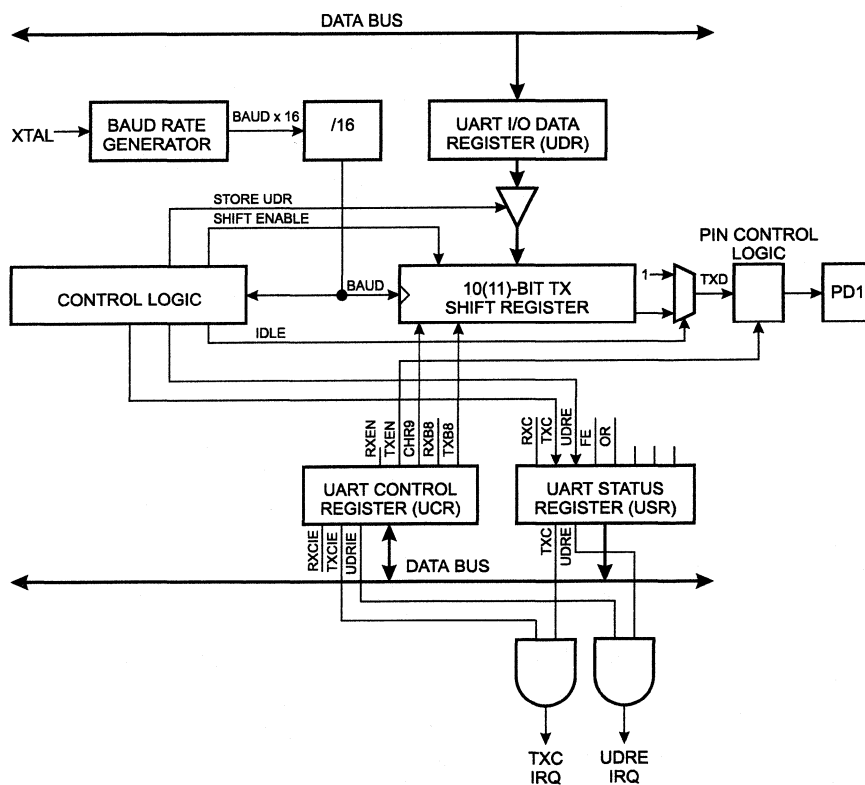 DATA BUS
XTAL
BAUD RATE
GENERATOR
BAUD x 16
/16
UART I/O DATA
REGISTER (UDR)
STORE UDR
SHIFT ENABLE
PIN CONTROL
LOGIC
CONTROL LOGIC
BAUD
10(11)-BIT TX
SHIFT REGISTER
1
TXD
PD1
IDLE
RXEN
TXEN
CHR9
RXB8
TXB8
RXC
TXC
UDRE
FE
OR
UART CONTROL
REGISTER (UCR)
UART STATUS
REGISTER (USR)
RXCIE
TXCIE
UDRIE
TXC
UDRE
DATA BUS
TXC
IRQ
UDRE
IRQ